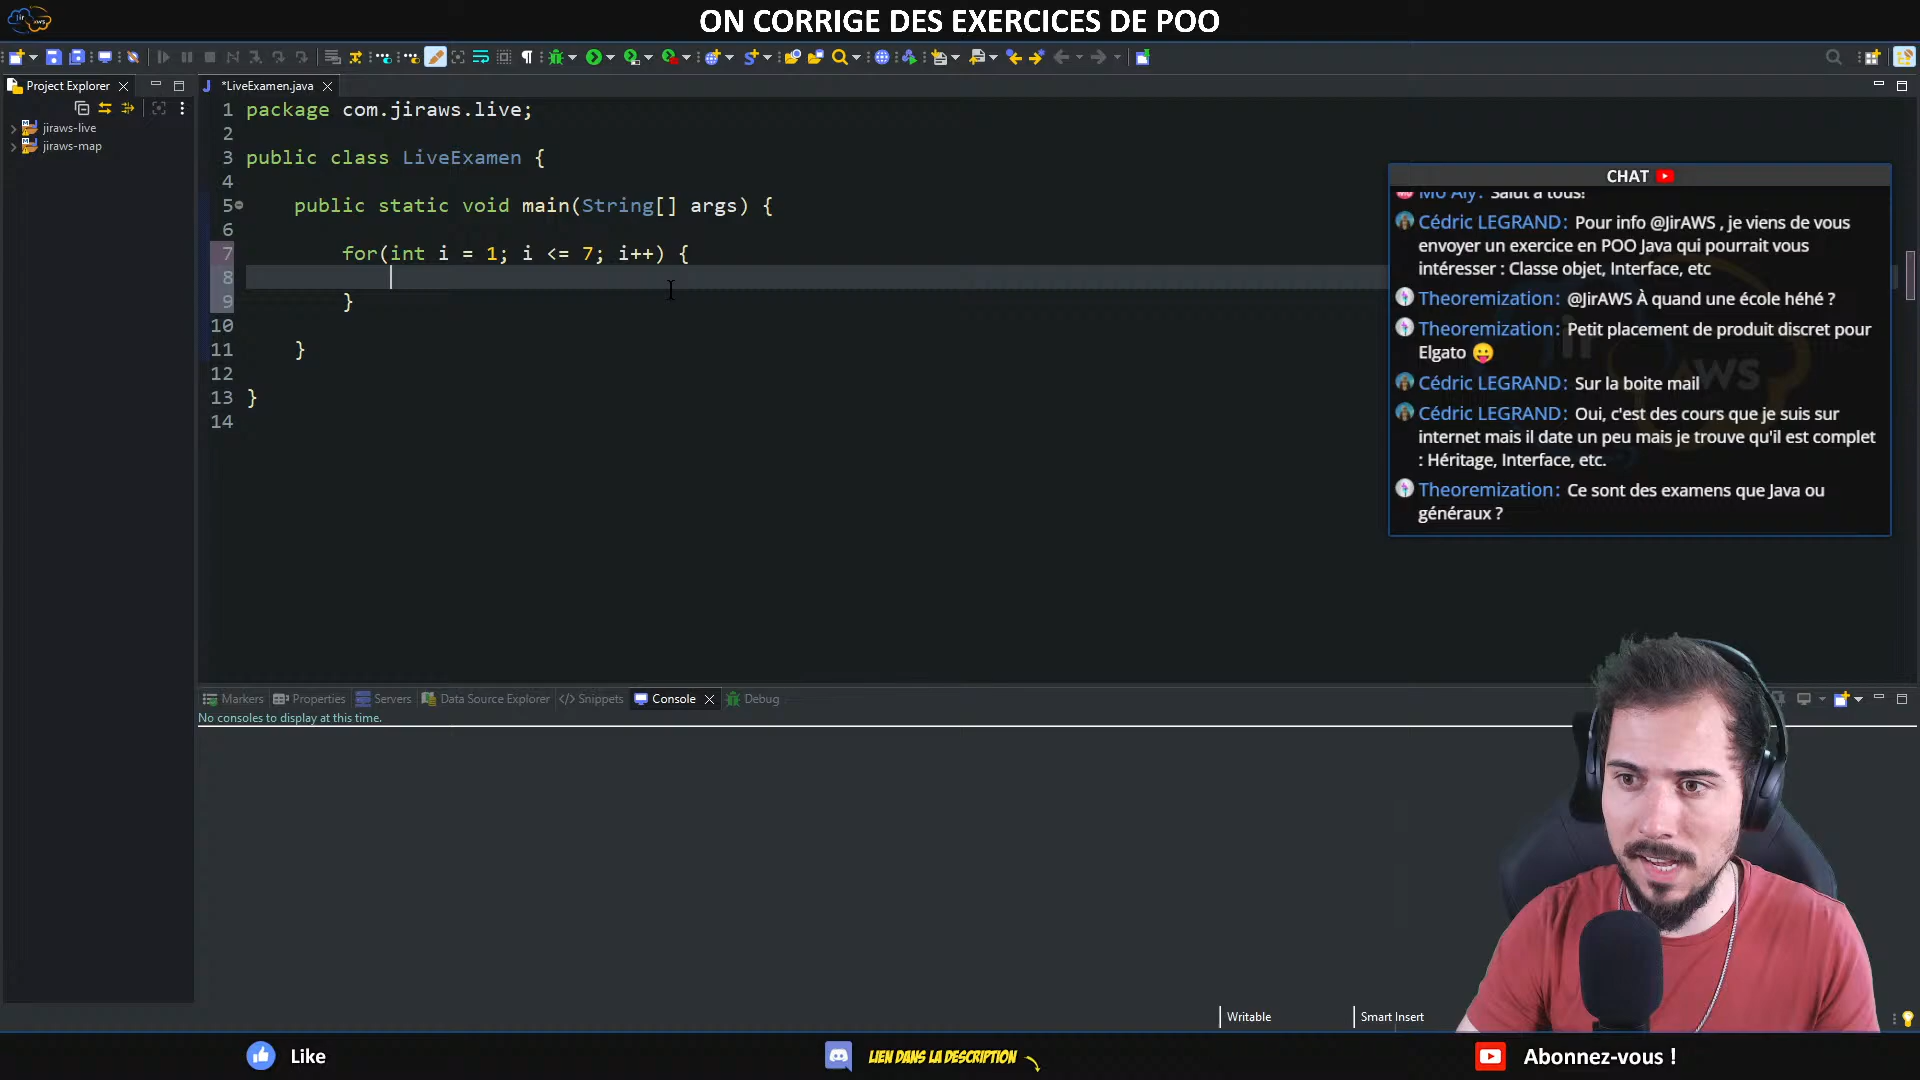 ON CORRIGE DES EXERCICES DE POO
Project Explorer
*LiveExamen.java
jiraws-live
jiraws-map
1 package com.jiraws.live;
2
3 public class LiveExamen {
4
5 public static void main(String[] args) {
6
7 for(int i = 1; i <= 7; i++) {
8
9 }
10
11 }
12
13 }
14
CHAT
Mo Aly: Salut à tous!
Cédric LEGRAND: Pour info @JirAWS , je viens de vous
envoyer un exercice en POO Java qui pourrait vous
intéresser : Classe objet, Interface, etc
Theoremization: @JirAWS À quand une école héhé ?
Theoremization: Petit placement de produit discret pour
Elgato 😛
Cédric LEGRAND: Sur la boite mail
Cédric LEGRAND: Oui, c'est des cours que je suis sur
internet mais il date un peu mais je trouve qu'il est complet
: Héritage, Interface, etc.
Theoremization: Ce sont des examens que Java ou
généraux ?
Markers Properties Servers Data Source Explorer Snippets Console Debug
No consoles to display at this time.
Writable Smart Insert
Like
LIEN DANS LA DESCRIPTION
Abonnez-vous !